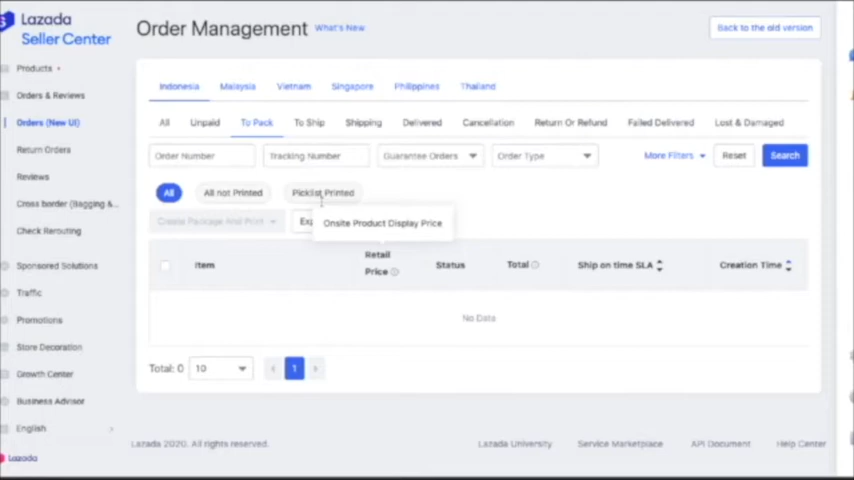 Lazada
Seller Center
Order Management
What's New
Back to the old version
Products
Orders & Reviews
Orders (New UI)
Return Orders
Reviews
Cross border (Bagging &...
Check Rerouting
Sponsored Solutions
Traffic
Promotions
Store Decoration
Growth Center
Business Advisor
English
Lazada
Indonesia Malaysia Vietnam Singapore Philippines Thailand
All Unpaid To Pack To Ship Shipping Delivered Cancellation Return Or Refund Failed Delivered Lost & Damaged
Order Number Tracking Number Guarantee Orders Order Type More Filters Reset Search
All All not Printed Picklist Printed
Create Package And Print
Onsite Product Display Price
Item Retail Price Status Total Ship on time SLA Creation Time
No Data
Total: 0 10 1
Lazada 2020. All rights reserved. Lazada University Service Marketplace API Document Help Center